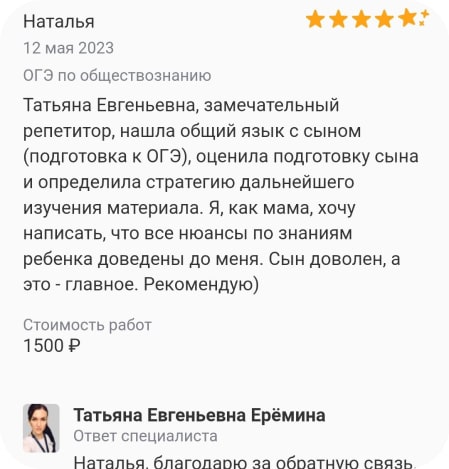 Наталья
12 мая 2023
ОГЭ по обществознанию
Татьяна Евгеньевна, замечательный
репетитор, нашла общий язык с сыном
(подготовка к ОГЭ), оценила подготовку сына
и определила стратегию дальнейшего
изучения материала. Я, как мама, хочу
написать, что все нюансы по знаниям
ребенка доведены до меня. Сын доволен, а
это - главное. Рекомендую)
Стоимость работ
1500 ₽
Татьяна Евгеньевна Ерёмина
Ответ специалиста
Наталья, благодарю за обратную связь.